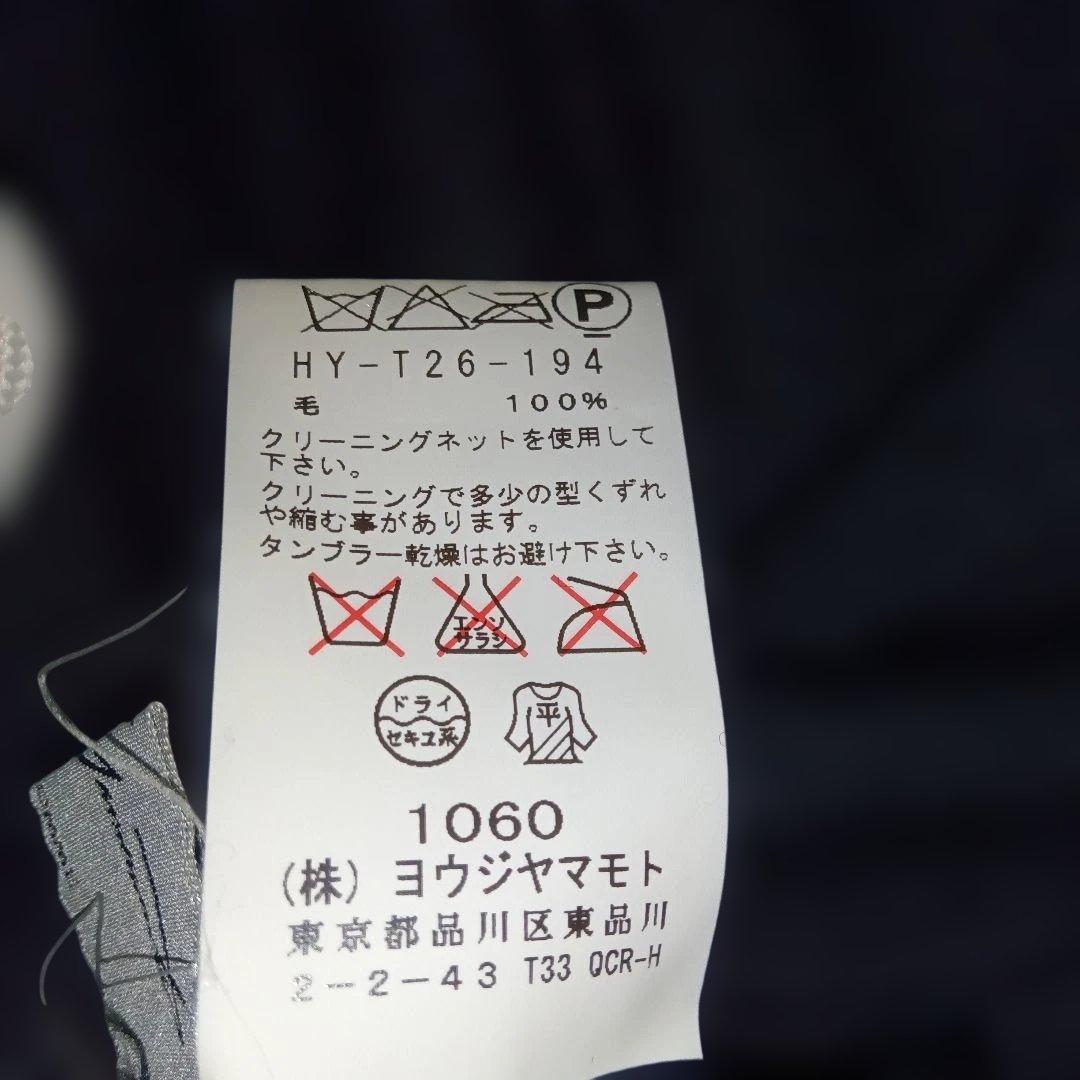 P
HY-T26-194
毛 100%
クリーニングネットを使用して
下さい。
クリーニングで多少の型くずれ
や縮む事があります。
タンブラー乾燥はお避け下さい。
エンソ
サラシ
ドライ
セキユ系
平
1060
(株)ヨウジヤマモト
東京都品川区東品川
2-2-43 T33 QCR-H